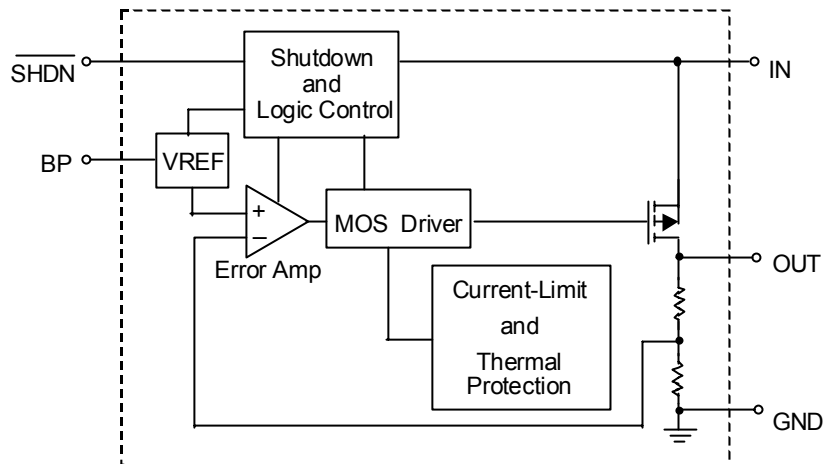 SHDN
Shutdown
and
Logic Control
IN
BP
VREF
+
−
Error Amp
MOS Driver
OUT
Current-Limit
and
Thermal
Protection
GND